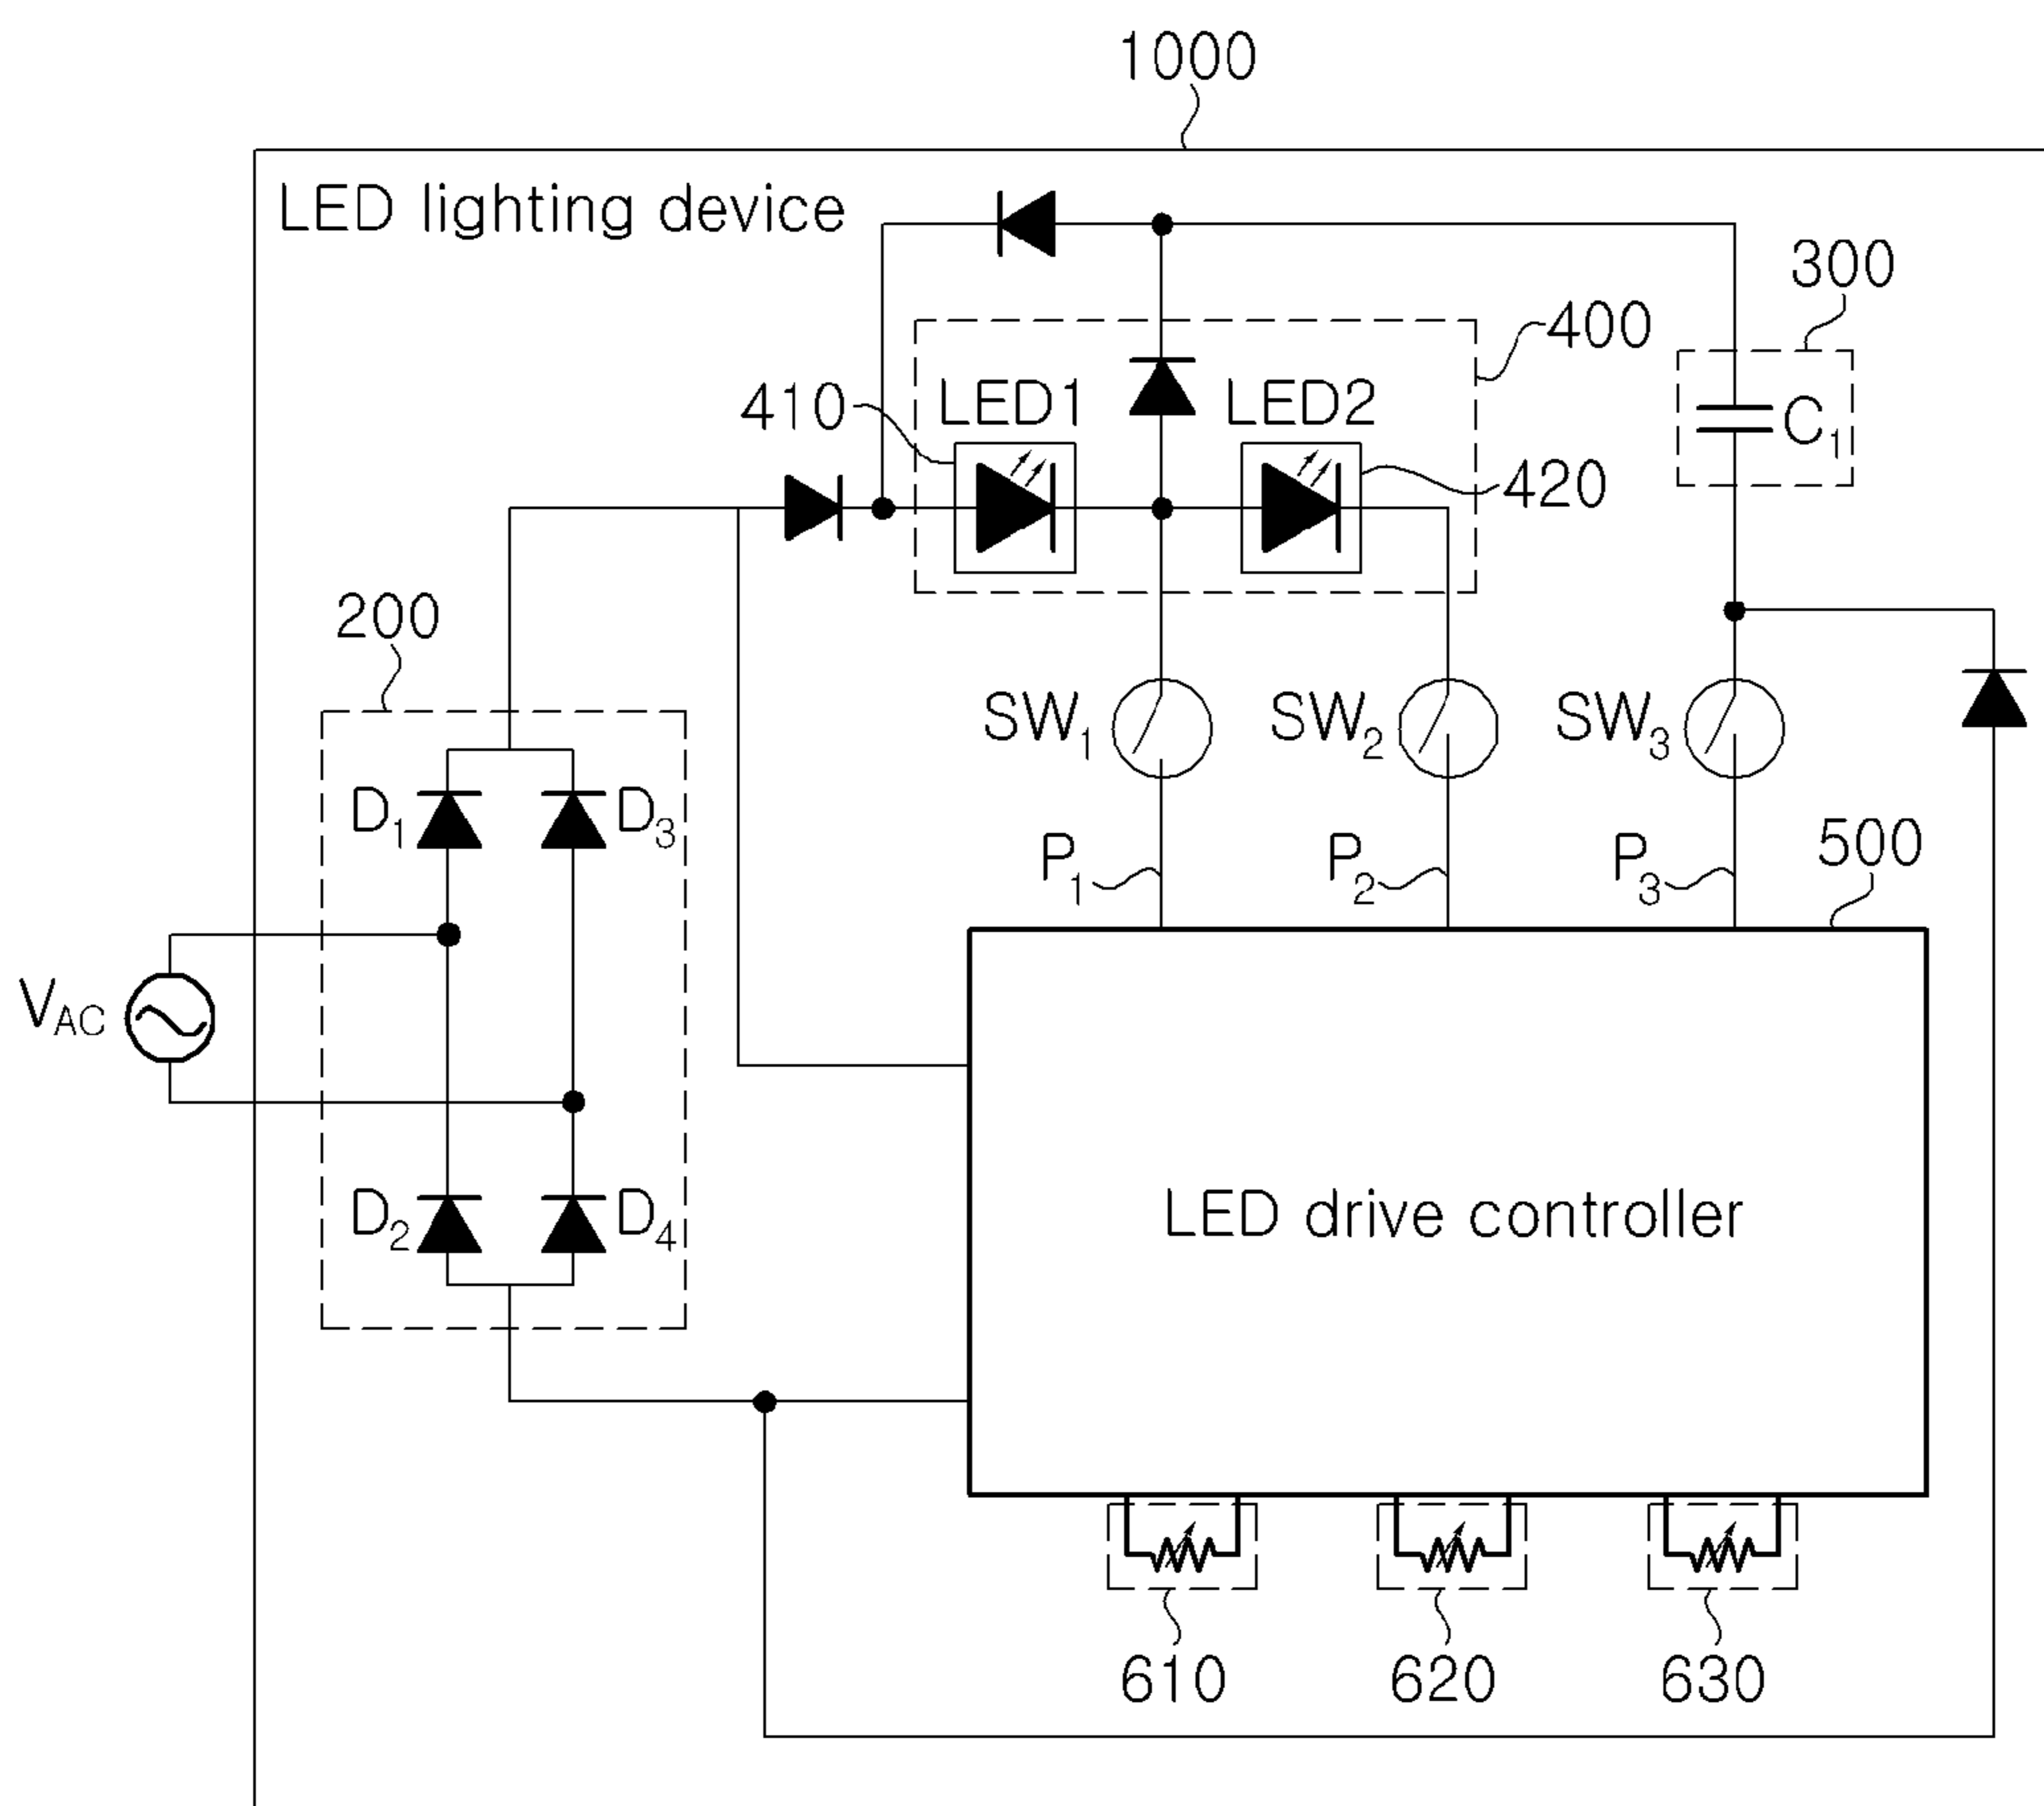 1000
LED lighting device
300
400
410
LED1
LED2
C1
420
200
SW1
SW2
SW3
D1
D3
P1
P2
P3
500
VAC
LED drive controller
D2
D4
610
620
630